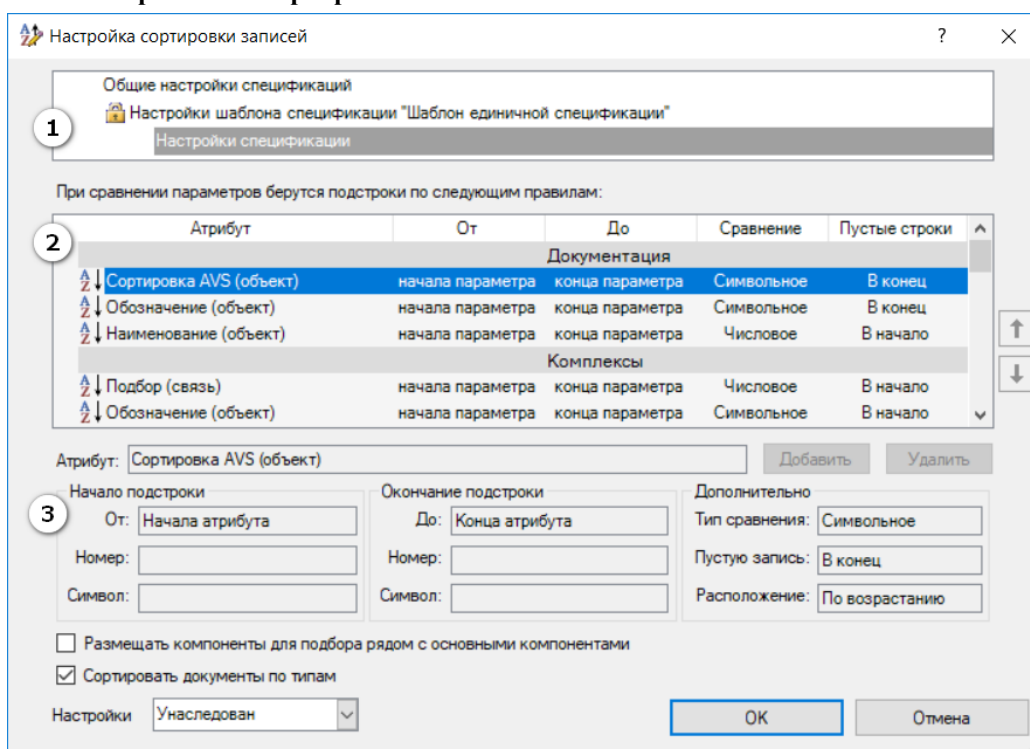 Настройка сортировки записей ?
Общие настройки спецификаций
Настройки шаблона спецификации "Шаблон единичной спецификации"
1
Настройки спецификации
При сравнении параметров берутся подстроки по следующим правилам:
Атрибут От До Сравнение Пустые строки
2
Документация
Сортировка AVS (объект) начала параметра конца параметра Символьное В конец
Обозначение (объект) начала параметра конца параметра Символьное В конец
Наименование (объект) начала параметра конца параметра Числовое В начало
Комплексы
Подбор (связь) начала параметра конца параметра Числовое В начало
Обозначение (объект) начала параметра конца параметра Символьное В начало
Атрибут: Сортировка AVS (объект) Добавить Удалить
Начало подстроки Окончание подстроки Дополнительно
3
От: Начала атрибута До: Конца атрибута Тип сравнения: Символьное
Номер: Номер: Пустую запись: В конец
Символ: Символ: Расположение: По возрастанию
Размещать компоненты для подбора рядом с основными компонентами
Сортировать документы по типам
Настройки Унаследован OK Отмена